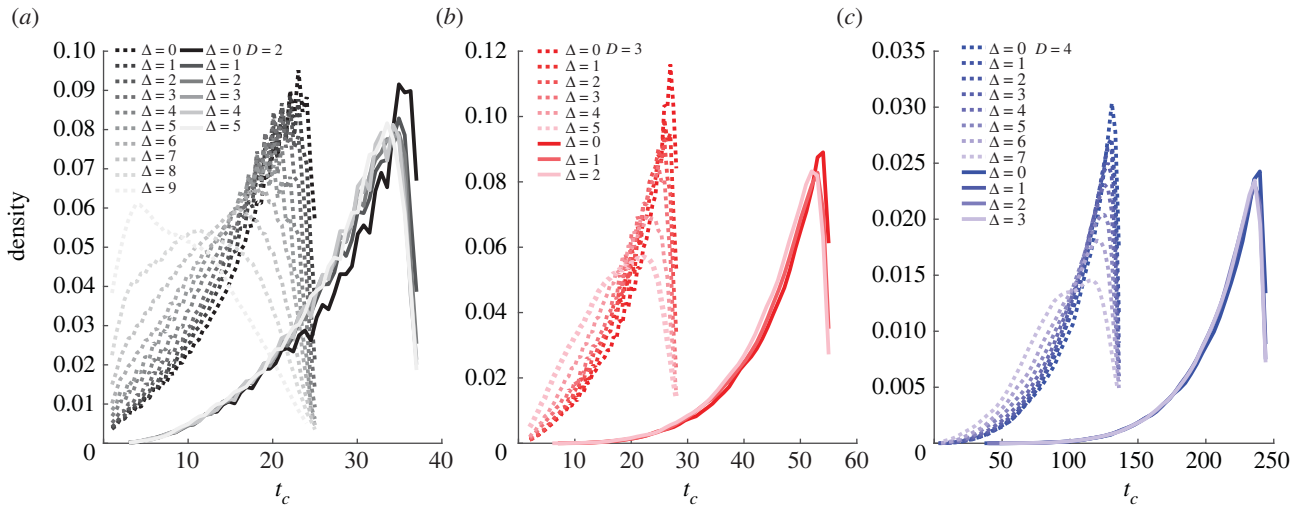 (a)
0.10
0.09
0.08
0.07
0.06
0.05
0.04
0.03
0.02
0.01
0
density
10 20 30 40
t_c
Δ = 0 Δ = 0 D = 2
Δ = 1 Δ = 1
Δ = 2 Δ = 2
Δ = 3 Δ = 3
Δ = 4 Δ = 4
Δ = 5 Δ = 5
Δ = 6
Δ = 7
Δ = 8
Δ = 9
(b)
0.12
0.10
0.08
0.06
0.04
0.02
0
10 20 30 40 50 60
t_c
Δ = 0 D = 3
Δ = 1
Δ = 2
Δ = 3
Δ = 4
Δ = 5
Δ = 0
Δ = 1
Δ = 2
(c)
0.035
0.030
0.025
0.020
0.015
0.010
0.005
0
50 100 150 200 250
t_c
Δ = 0 D = 4
Δ = 1
Δ = 2
Δ = 3
Δ = 4
Δ = 5
Δ = 6
Δ = 7
Δ = 0
Δ = 1
Δ = 2
Δ = 3